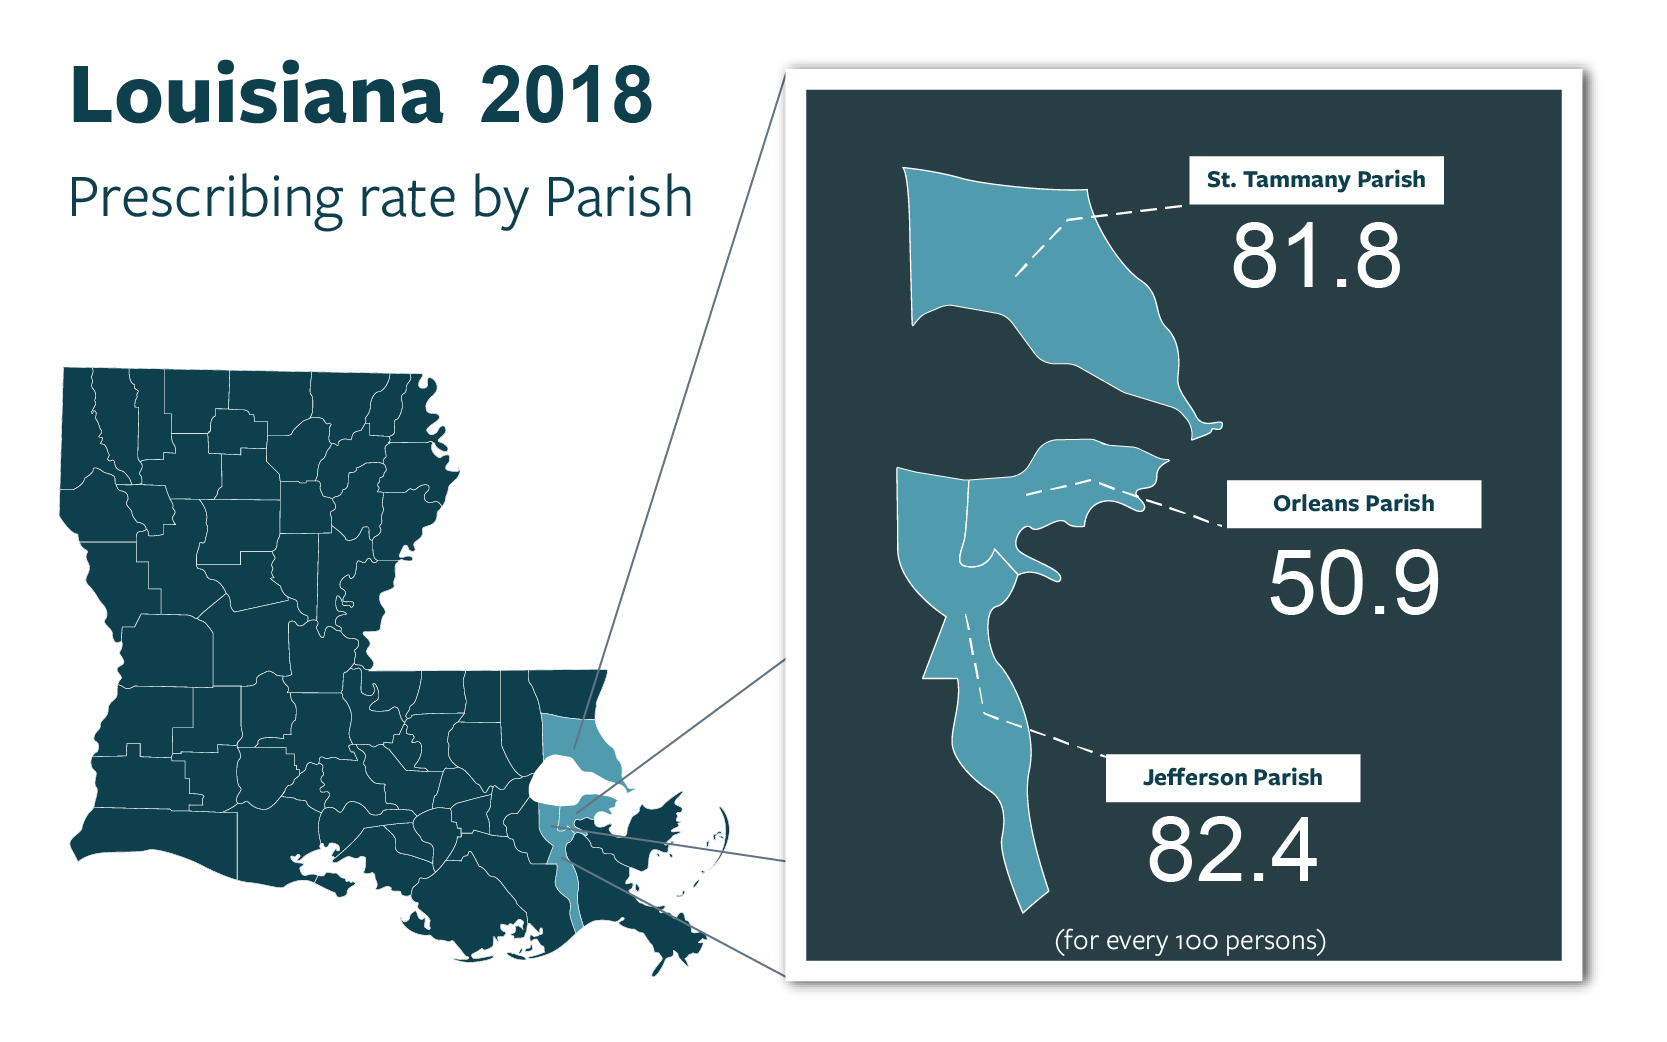 Louisiana 2018
Prescribing rate by Parish
St. Tammany Parish
81.8
Orleans Parish
50.9
Jefferson Parish
82.4
(for every 100 persons)